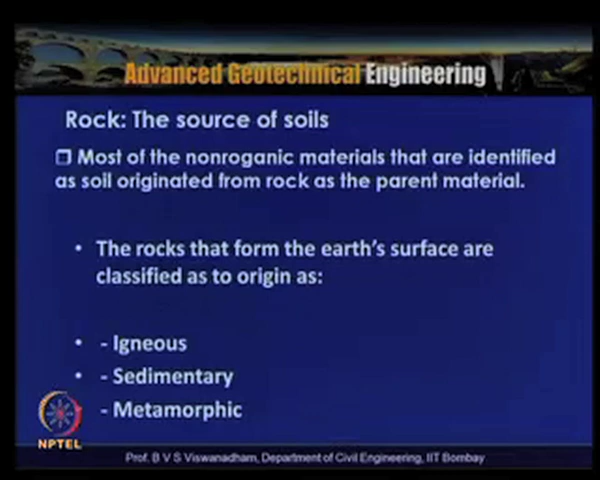 Advanced Geotechnical Engineering
Rock: The source of soils
❒ Most of the nonroganic materials that are identified
as soil originated from rock as the parent material.
• The rocks that form the earth's surface are
classified as to origin as:
• - Igneous
• - Sedimentary
• - Metamorphic
NPTEL
Prof. B V S Viswanadham, Department of Civil Engineering, IIT Bombay